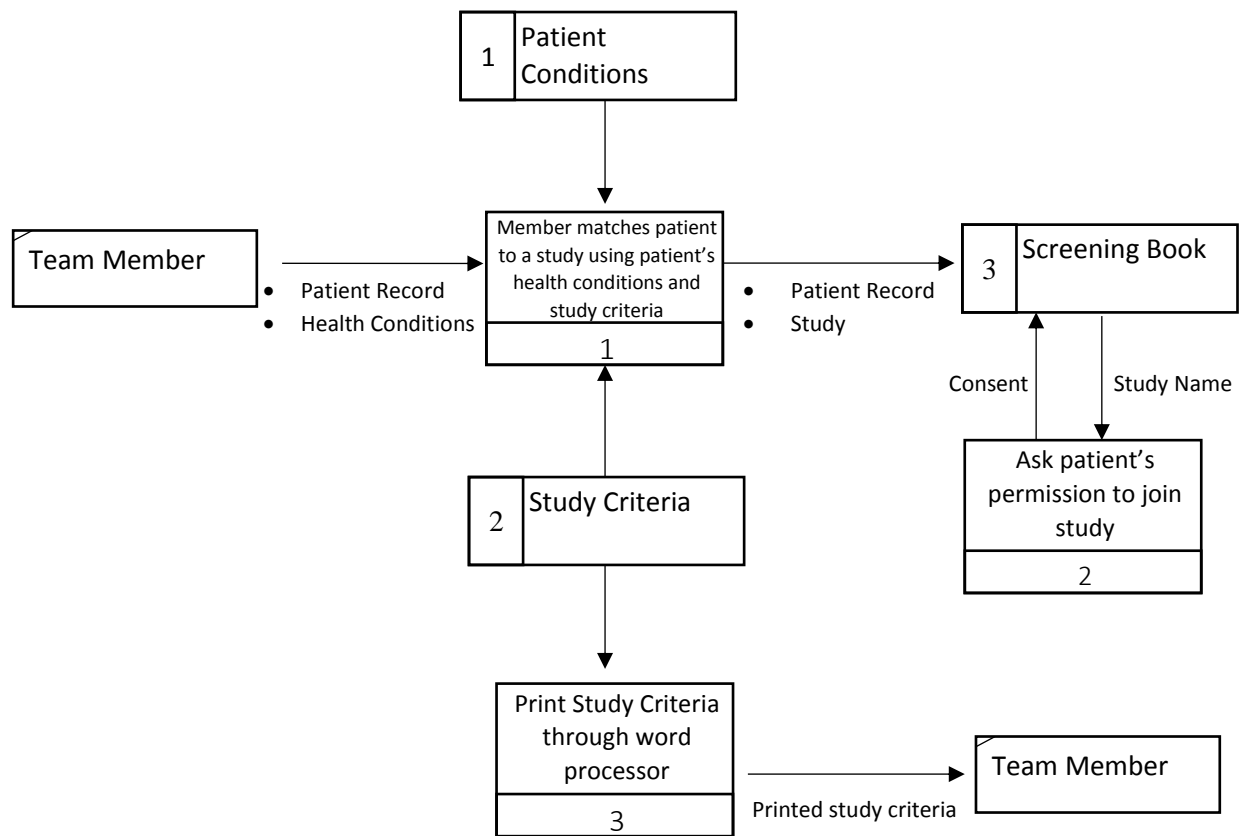 1
Patient
Conditions
Team Member
• Patient Record
• Health Conditions
Member matches patient
to a study using patient’s
health conditions and
study criteria
1
• Patient Record
• Study
3
Screening Book
Consent
Study Name
Ask patient’s
permission to join
study
2
2
Study Criteria
Print Study Criteria
through word
processor
3
Printed study criteria
Team Member